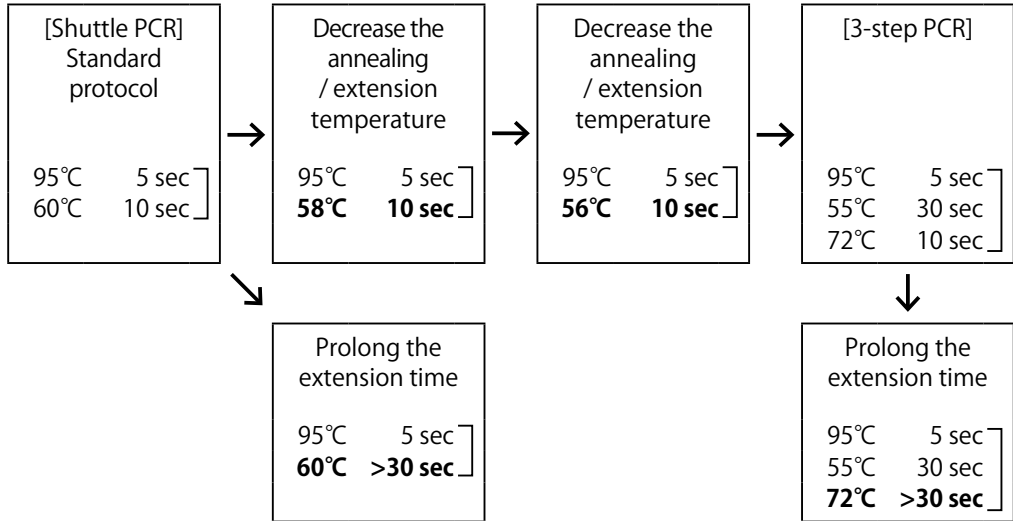 [Shuttle PCR]
Standard
protocol
95℃ 5 sec
60℃ 10 sec
Decrease the
annealing
/ extension
temperature
95℃ 5 sec
58℃ 10 sec
Decrease the
annealing
/ extension
temperature
95℃ 5 sec
56℃ 10 sec
[3-step PCR]
95℃ 5 sec
55℃ 30 sec
72℃ 10 sec
Prolong the
extension time
95℃ 5 sec
60℃ >30 sec
Prolong the
extension time
95℃ 5 sec
55℃ 30 sec
72℃ >30 sec